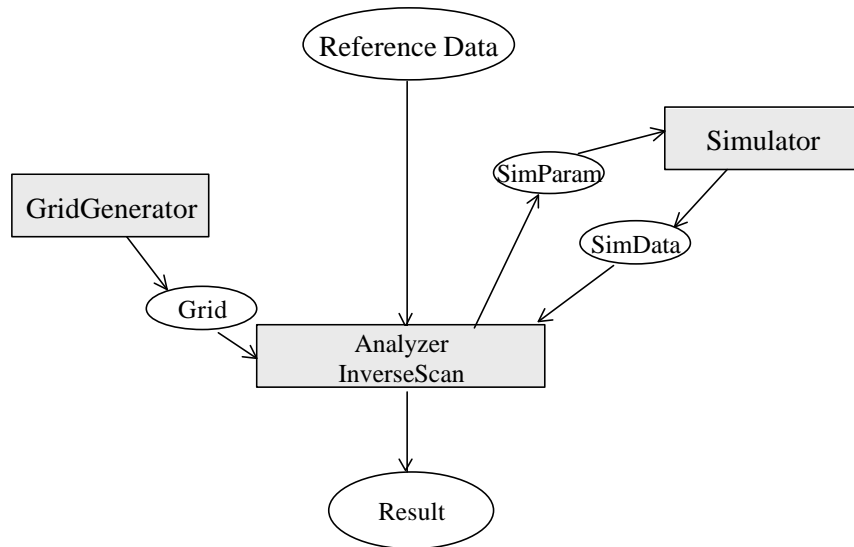 Reference Data
Simulator
SimParam
GridGenerator
SimData
Grid
Analyzer
InverseScan
Result